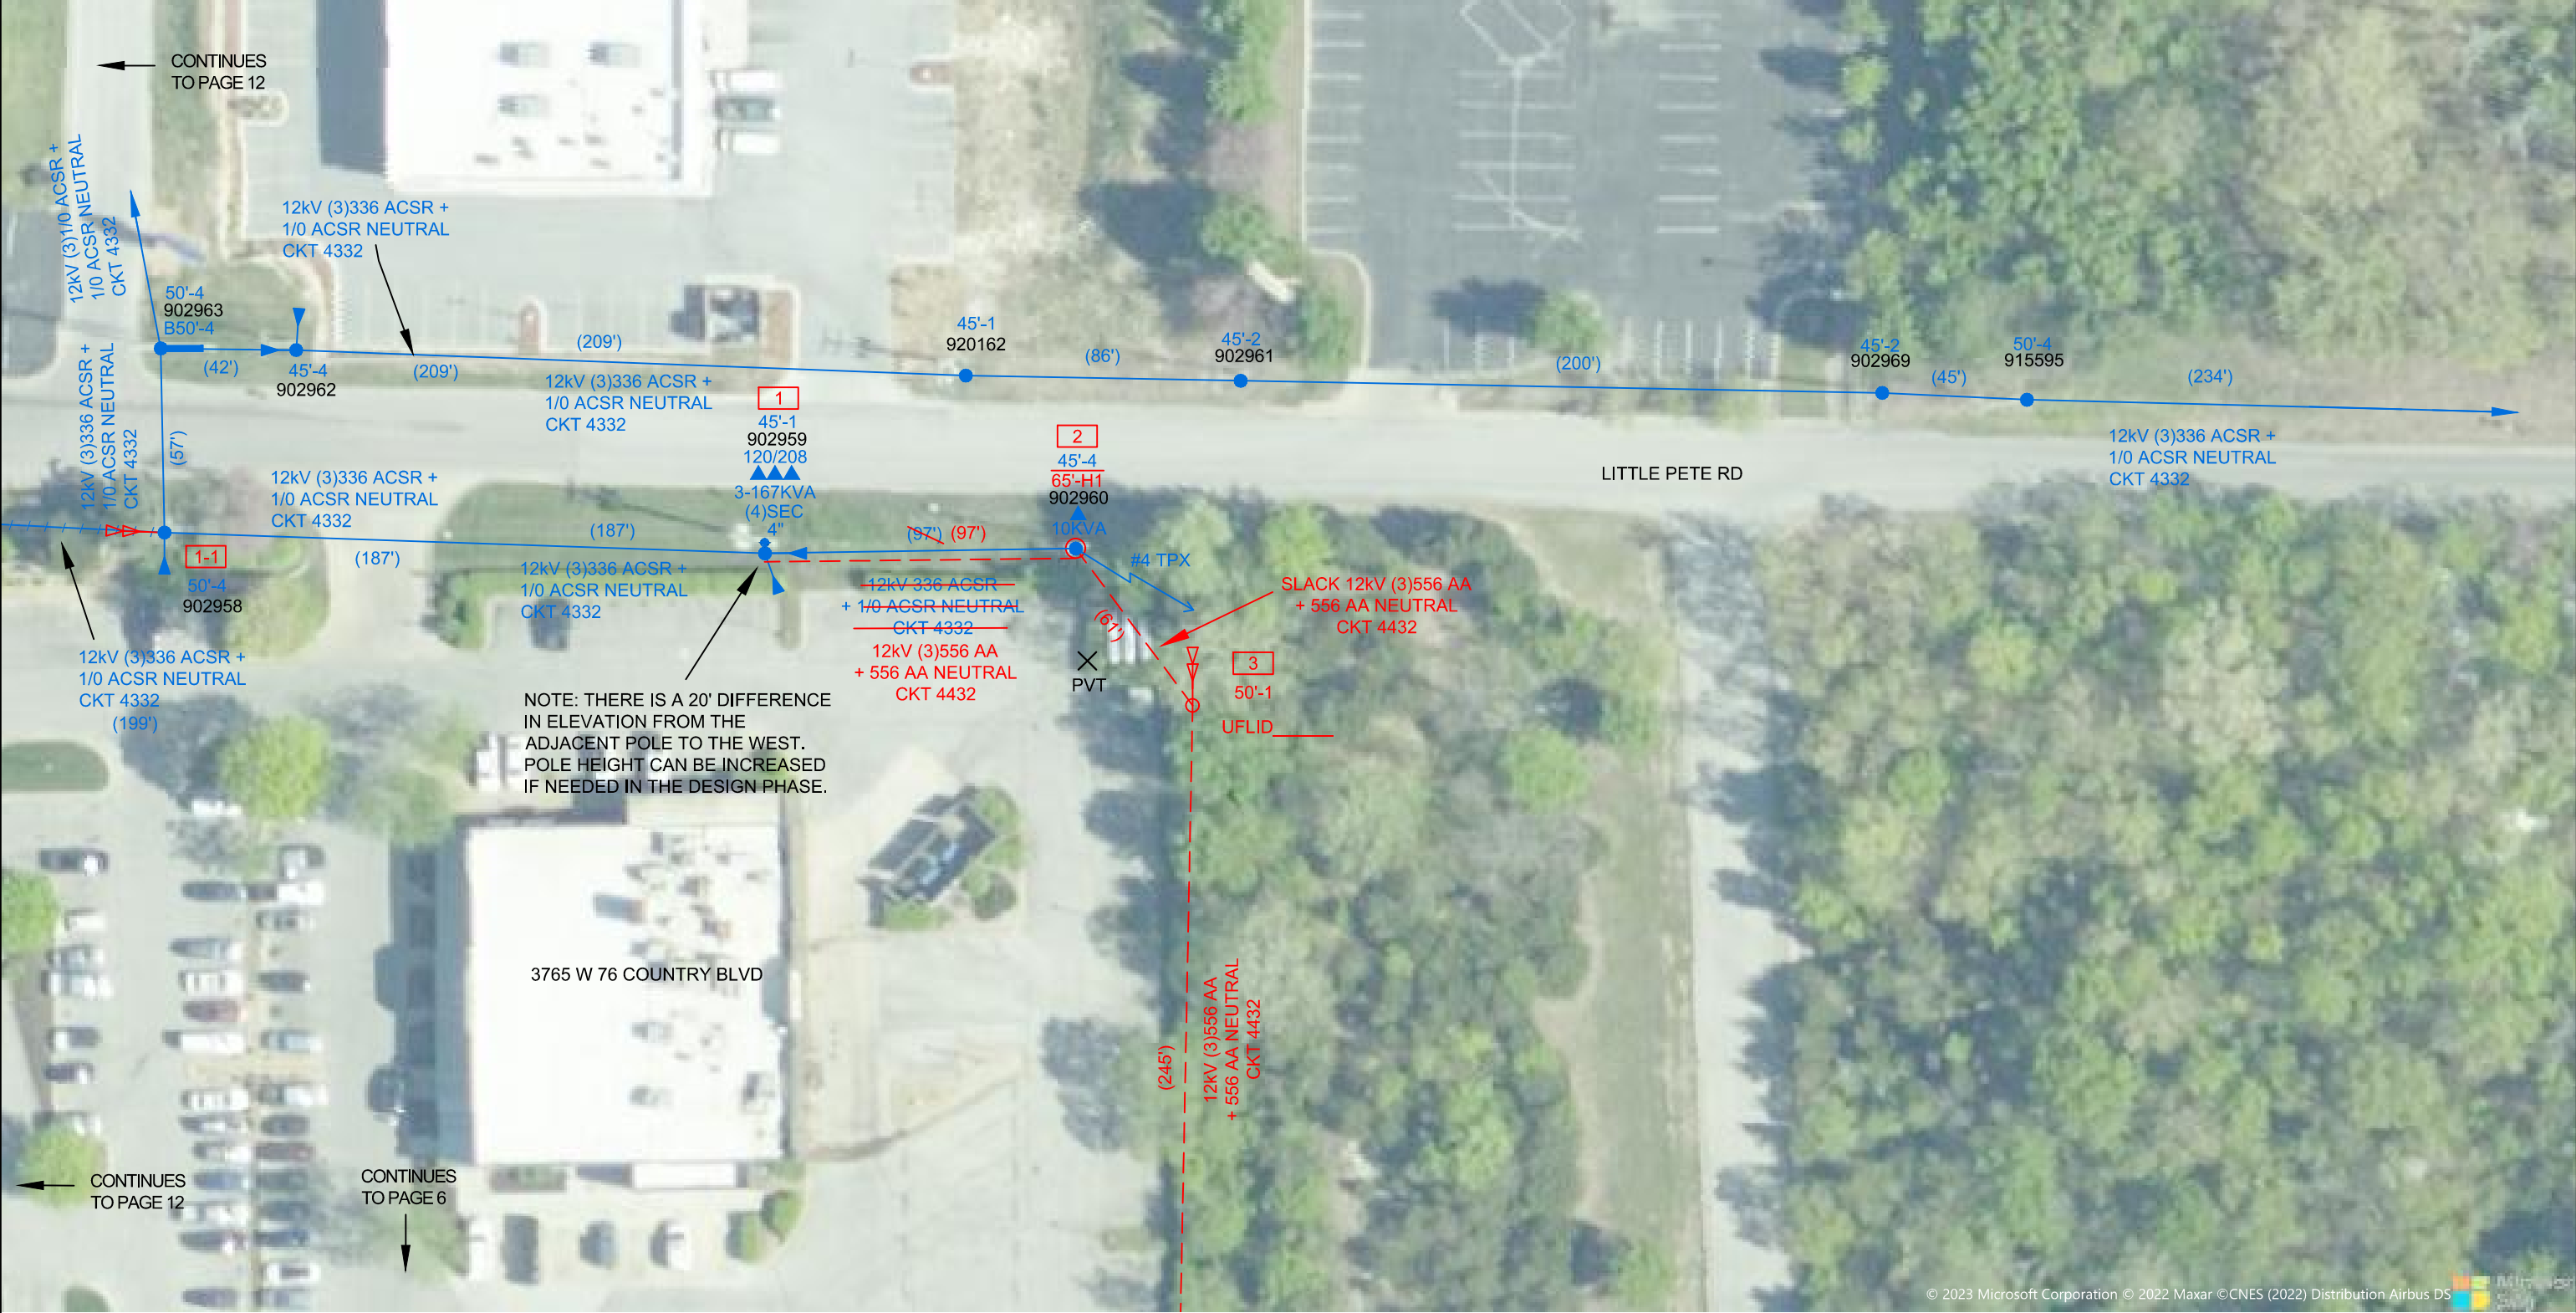 CONTINUES
TO PAGE 12
12kV (3)1/0 ACSR +
1/0 ACSR NEUTRAL
CKT 4332
12kV (3)336 ACSR +
1/0 ACSR NEUTRAL
CKT 4332
50'-4
902963
B50'-4
(42')
45'-4
902962
(209')
(209')
12kV (3)336 ACSR +
1/0 ACSR NEUTRAL
CKT 4332
45'-1
920162
(86')
45'-2
902961
(200')
45'-2
902969
(45')
50'-4
915595
(234')
12kV (3)336 ACSR +
1/0 ACSR NEUTRAL
CKT 4332
LITTLE PETE RD
12kV (3)336 ACSR +
1/0 ACSR NEUTRAL
CKT 4332
(57')
12kV (3)336 ACSR +
1/0 ACSR NEUTRAL
CKT 4332
1
45'-1
902959
120/208
3-167KVA
(4)SEC
4"
2
45'-4
65'-H1
902960
10KVA
(187')
(187')
(97')
(97')
#4 TPX
1-1
50'-4
902958
12kV (3)336 ACSR +
1/0 ACSR NEUTRAL
CKT 4332
12kV 336 ACSR
+ 1/0 ACSR NEUTRAL
CKT 4332
12kV (3)556 AA
+ 556 AA NEUTRAL
CKT 4432
SLACK 12kV (3)556 AA
+ 556 AA NEUTRAL
CKT 4432
(61')
PVT
3
50'-1
UFLID______
12kV (3)336 ACSR +
1/0 ACSR NEUTRAL
CKT 4332
(199')
NOTE: THERE IS A 20' DIFFERENCE
IN ELEVATION FROM THE
ADJACENT POLE TO THE WEST.
POLE HEIGHT CAN BE INCREASED
IF NEEDED IN THE DESIGN PHASE.
3765 W 76 COUNTRY BLVD
(245')
12kV (3)556 AA
+ 556 AA NEUTRAL
CKT 4432
CONTINUES
TO PAGE 12
CONTINUES
TO PAGE 6
© 2023 Microsoft Corporation © 2022 Maxar ©CNES (2022) Distribution Airbus DS